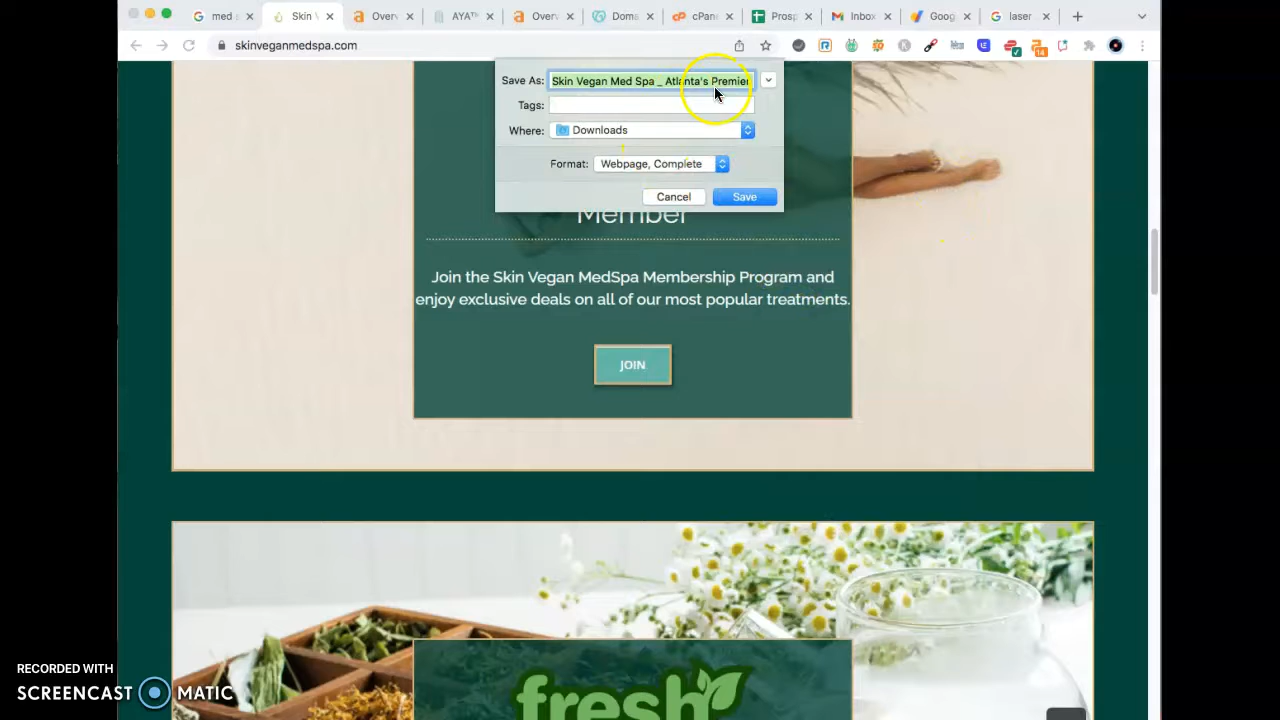 med s
Skin V
Overv
AYA™
Overv
Doma
cPane
Prosp
Inbox
Goog
laser
skinveganmedspa.com
14
Save As: Skin Vegan Med Spa _ Atlanta's Premier
Tags:
Where: Downloads
Format: Webpage, Complete
Cancel Save
Member
Join the Skin Vegan MedSpa Membership Program and
enjoy exclusive deals on all of our most popular treatments.
JOIN
fresh
RECORDED WITH
SCREENCAST MATIC